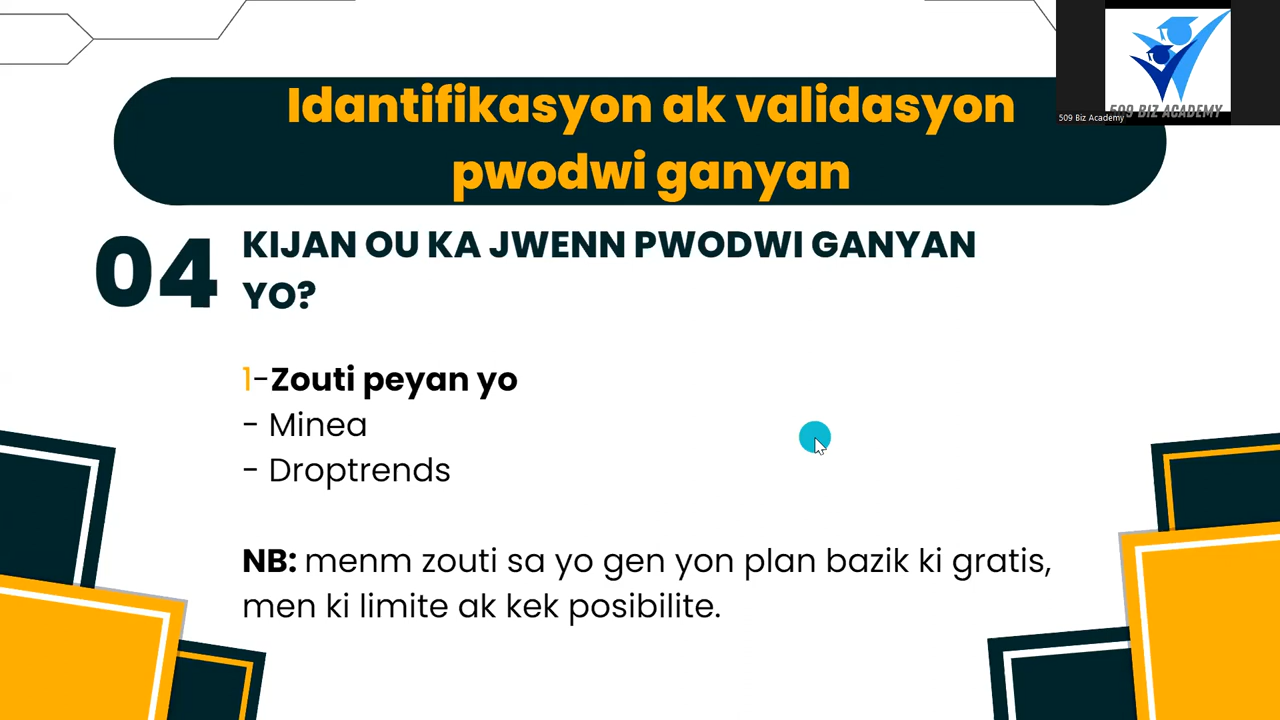 Idantifikasyon ak validasyon
pwodwi ganyan
509 BIZ ACADEMY
509 Biz Academy
04
KIJAN OU KA JWENN PWODWI GANYAN
YO?
1-Zouti peyan yo
- Minea
- Droptrends
NB: menm zouti sa yo gen yon plan bazik ki gratis,
men ki limite ak kek posibilite.